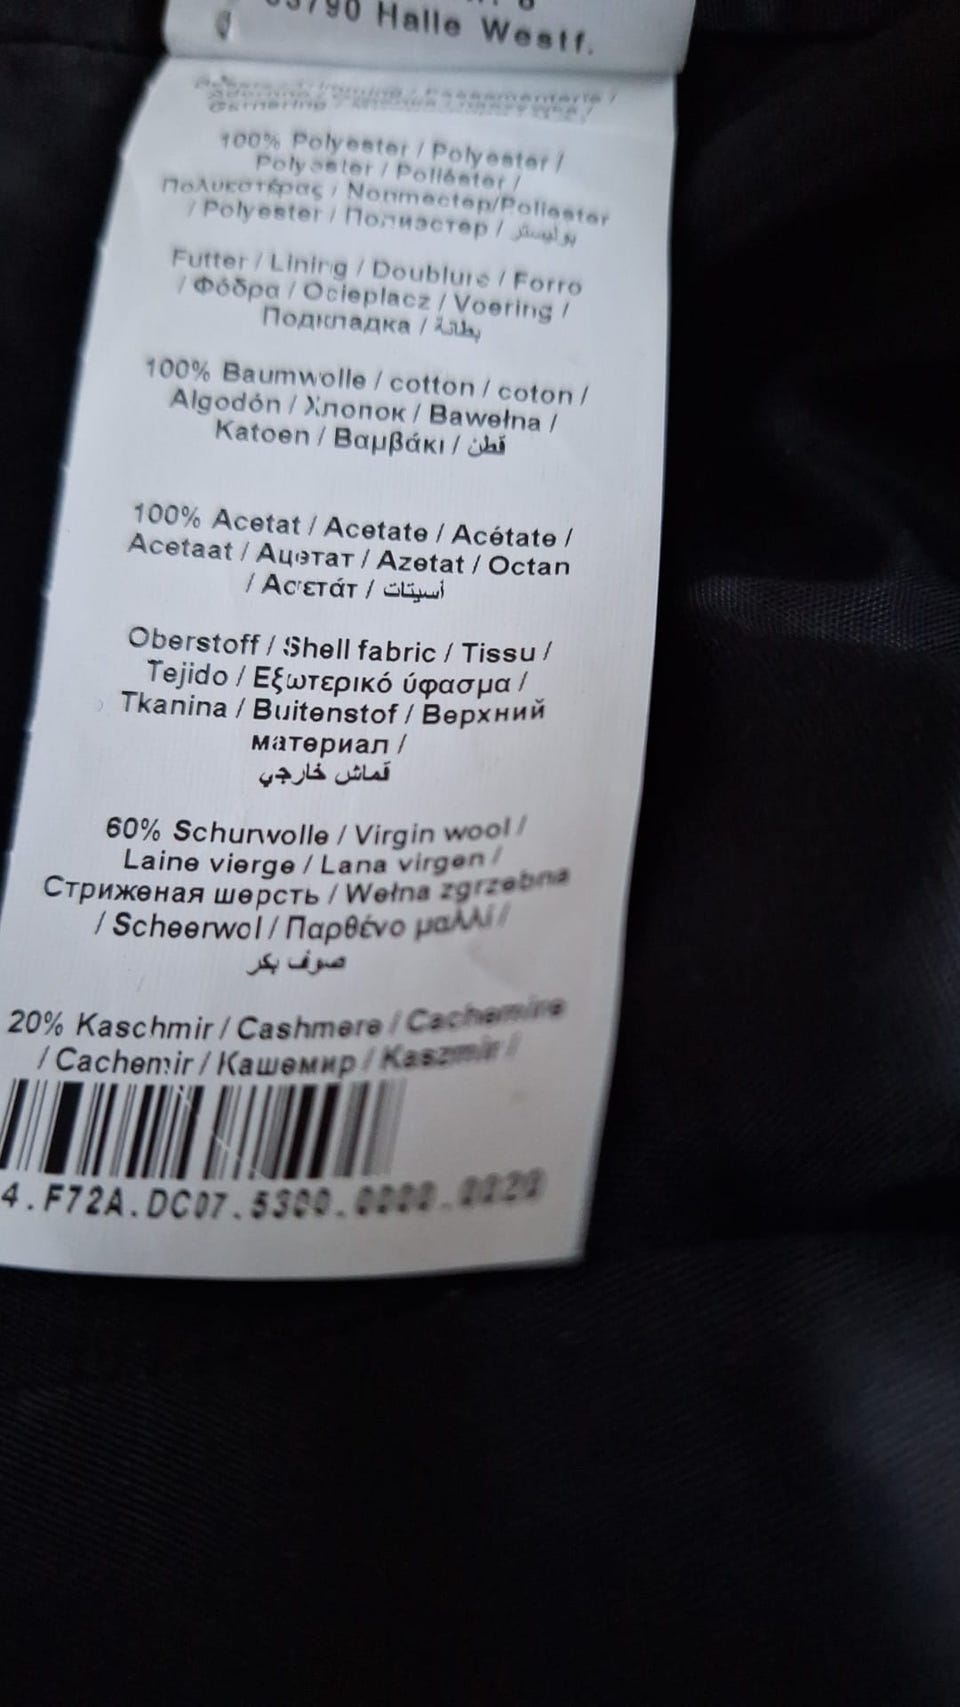 Halle Westf.
100% Polyester / Polyester /
Polyester / Poliéster /
Πολυεστέρας / Nonmectep/Poliester
/ Polyester / Полиэстер / بوليستر
Futter / Lining / Doublure / Forro
/ Φόδρα / Ocieplacz / Voering /
Подкладка / بطانة
100% Baumwolle / cotton / coton /
Algodón / Хлопок / Bawełna /
Katoen / Βαμβάκι / قطن
100% Acetat / Acetate / Acétate /
Acetaat / Ацетат / Azetat / Octan
/ Ασετάτ / أسيتات
Oberstoff / Shell fabric / Tissu /
Tejido / Εξωτερικό ύφασμα /
Tkanina / Buitenstof / Верхний
материал /
قماش خارجي
60% Schurwolle / Virgin wool /
Laine vierge / Lana virgen /
Стриженая шерсть / Wełna zgrzebna
/ Scheerwol / Παρθένο μαλλί /
صوف بكر
20% Kaschmir / Cashmere / Cachemire
/ Cachemir / Кашемир / Kaszmir /
4.F72A.DC07.5300.0000.0020